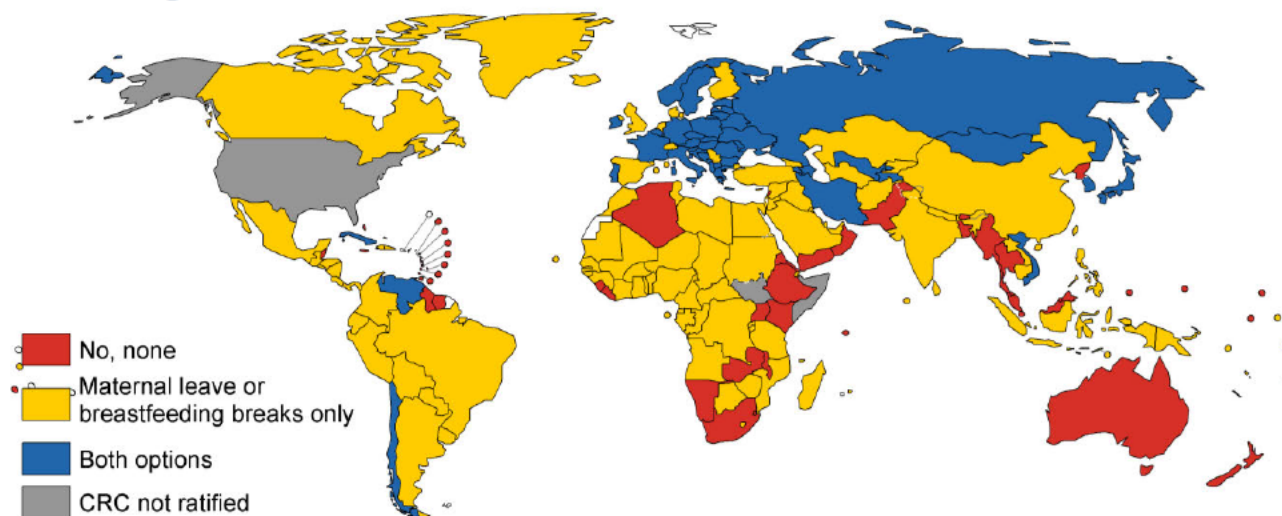 No, none
Maternal leave or
breastfeeding breaks only
Both options
CRC not ratified